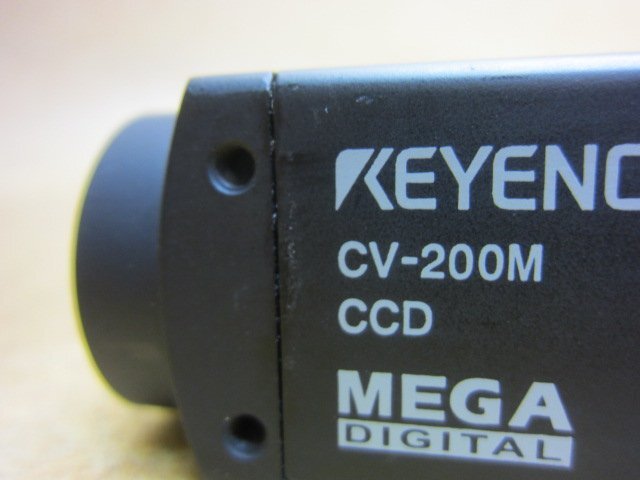 KEYENC
CV-200M
CCD
MEGA
DIGITAL